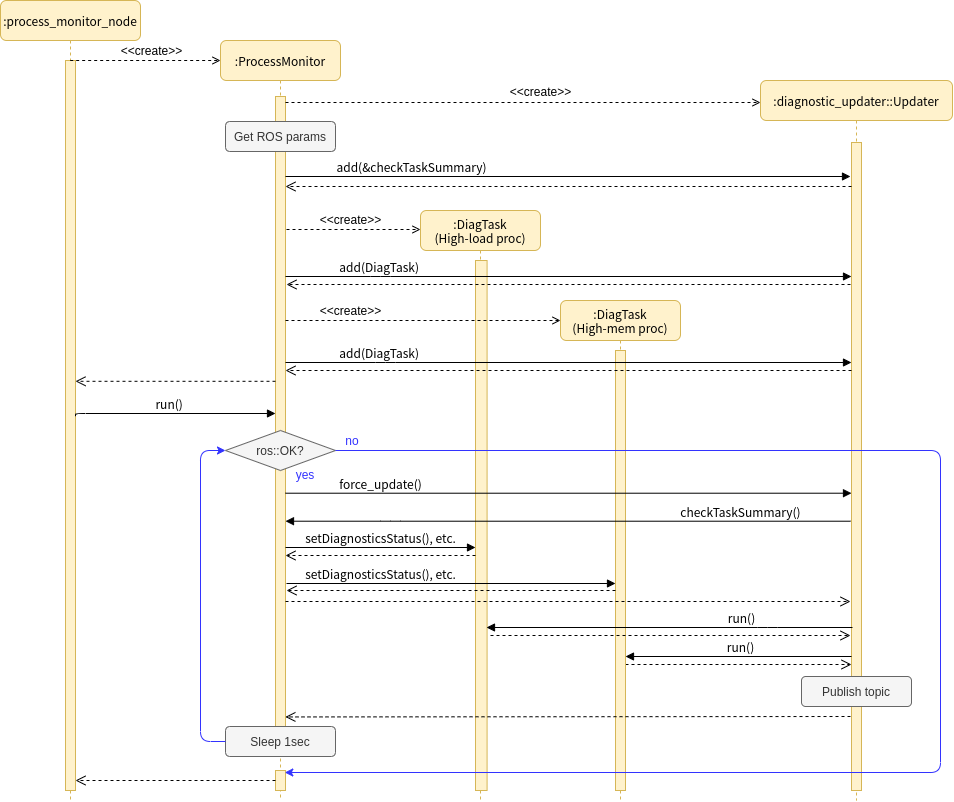 :process_monitor_node
<<create>>
:ProcessMonitor
<<create>>
:diagnostic_updater::Updater
Get ROS params
add(&checkTaskSummary)
<<create>>
:DiagTask
(High-load proc)
add(DiagTask)
<<create>>
:DiagTask
(High-mem proc)
add(DiagTask)
run()
ros::OK?
no
yes
force_update()
checkTaskSummary()
setDiagnosticsStatus(), etc.
setDiagnosticsStatus(), etc.
run()
run()
Publish topic
Sleep 1sec